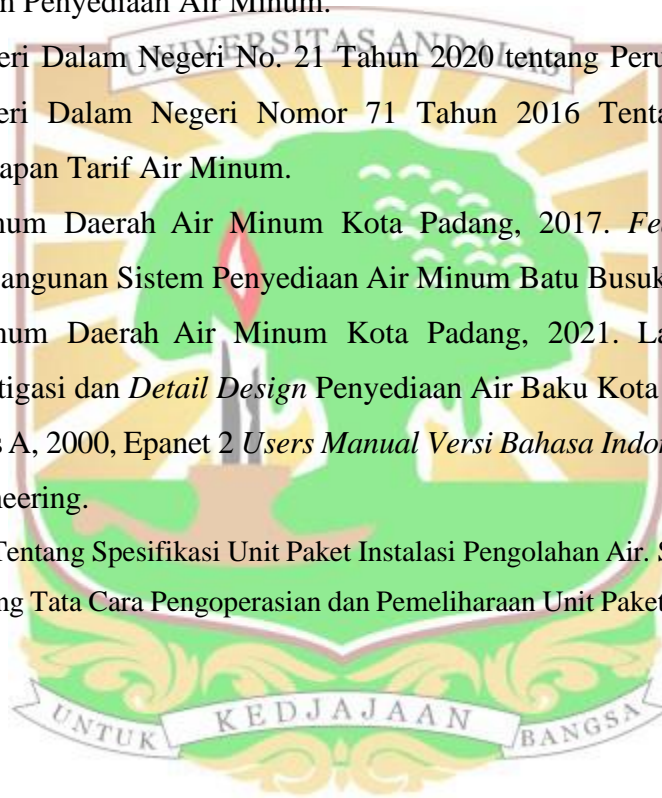 m Penyediaan Air Minum.
UNIVERSITAS ANDALAS
eri Dalam Negeri No. 21 Tahun 2020 tentang Peru
eri Dalam Negeri Nomor 71 Tahun 2016 Tenta
apan Tarif Air Minum.
num Daerah Air Minum Kota Padang, 2017. Fe
angunan Sistem Penyediaan Air Minum Batu Busuk
num Daerah Air Minum Kota Padang, 2021. La
tigasi dan Detail Design Penyediaan Air Baku Kota
s A, 2000, Epanet 2 Users Manual Versi Bahasa Indon
neering.
Tentang Spesifikasi Unit Paket Instalasi Pengolahan Air. S
ng Tata Cara Pengoperasian dan Pemeliharaan Unit Paket
UNTUK KEDJAJAAN BANGSA